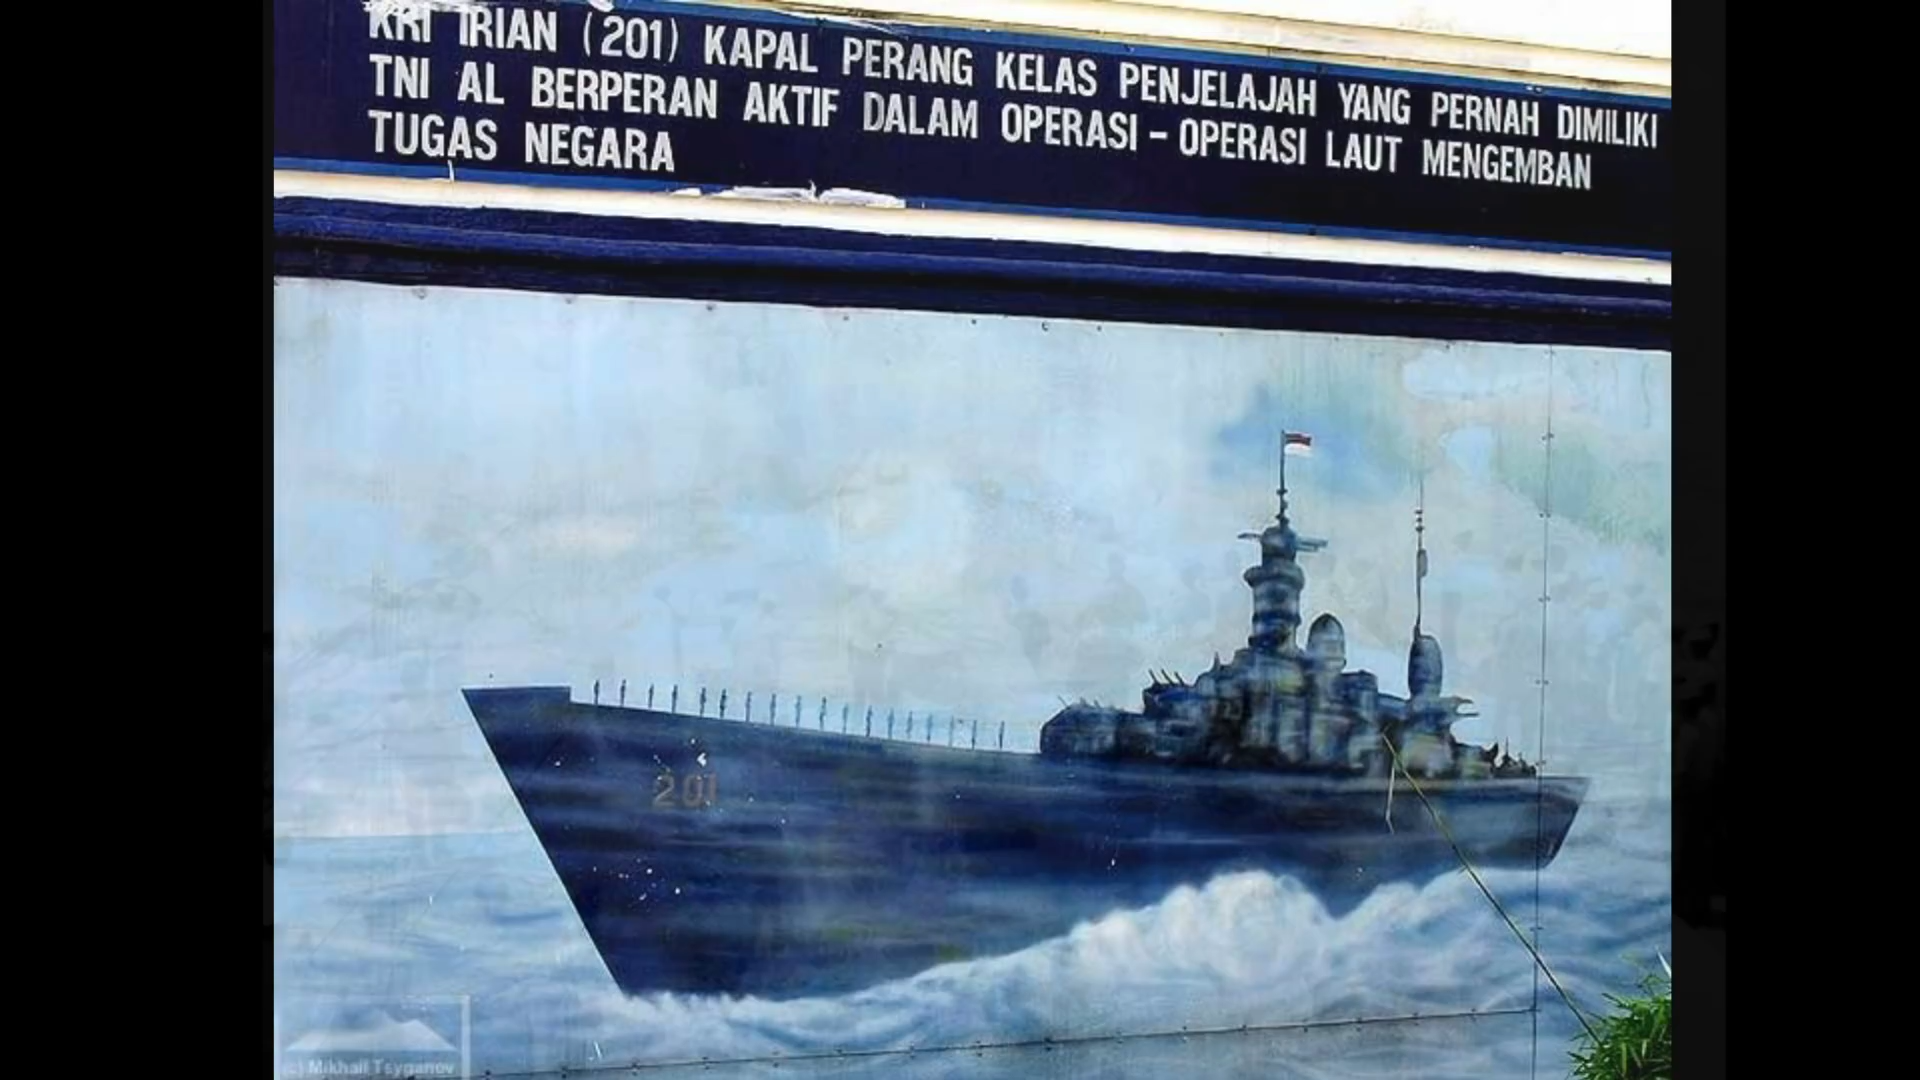 KRI IRIAN (201) KAPAL PERANG KELAS PENJELAJAH YANG PERNAH DIMILIKI
TNI AL BERPERAN AKTIF DALAM OPERASI - OPERASI LAUT MENGEMBAN
TUGAS NEGARA
201
(c) Mikhail Tsyganov